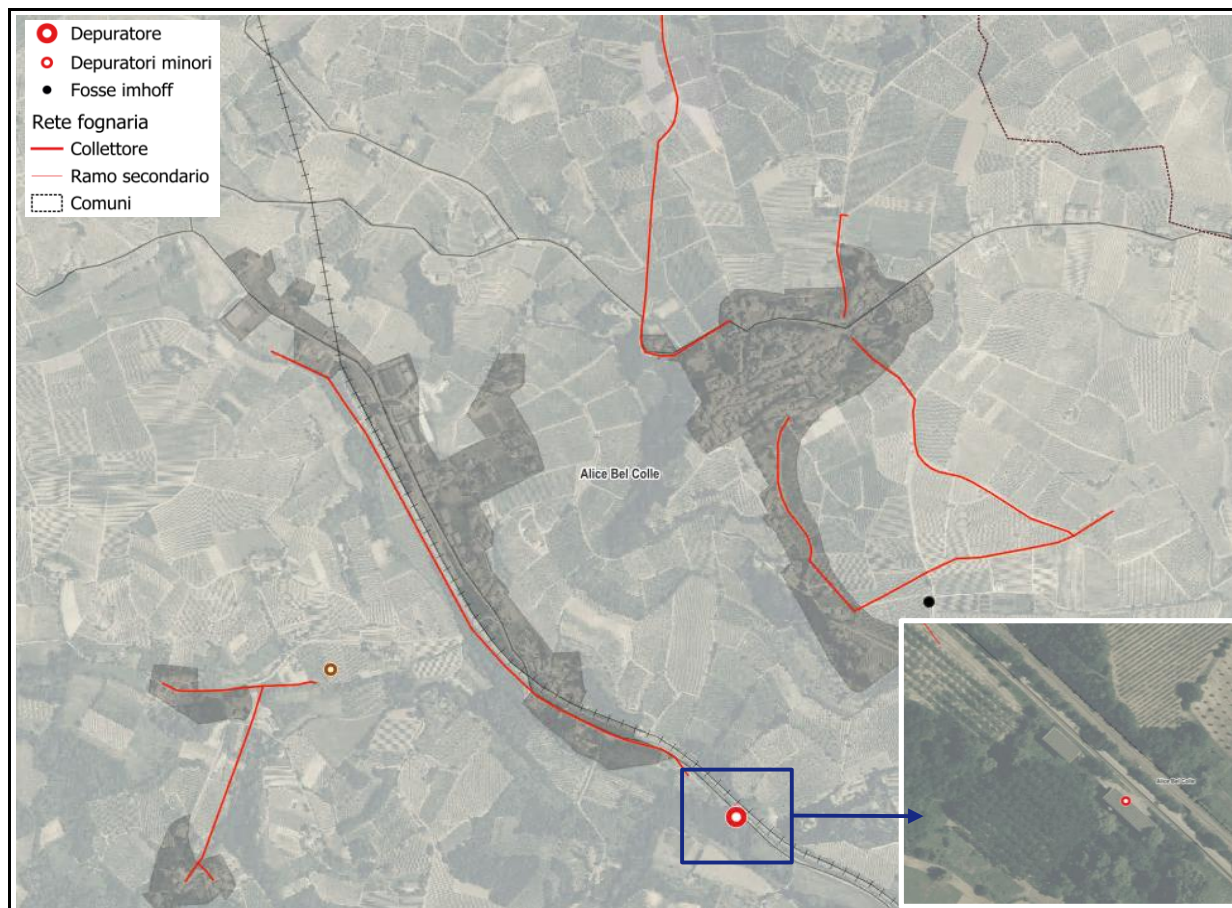 Depuratore
Depuratori minori
Fosse imhoff
Rete fognaria
Collettore
Ramo secondario
Comuni
Alice Bel Colle
Alice Bel Colle